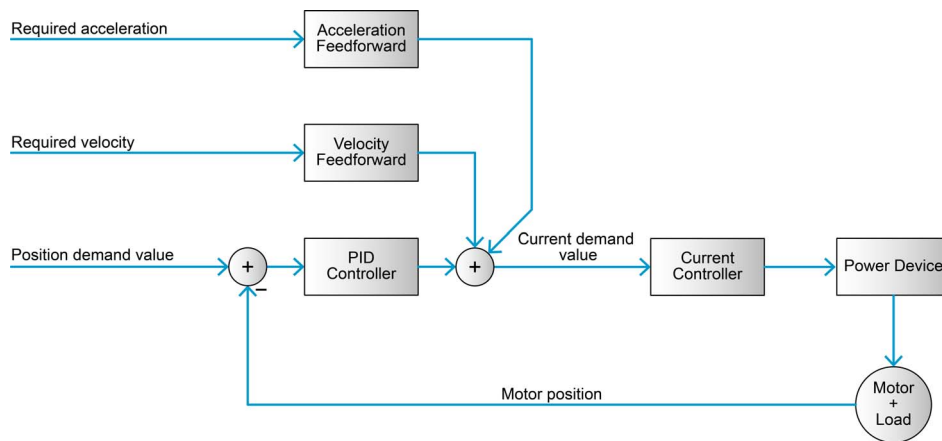 Required acceleration
Acceleration
Feedforward
Required velocity
Velocity
Feedforward
Position demand value
+
−
PID
Controller
+
Current demand
value
Current
Controller
Power Device
Motor position
Motor
+
Load